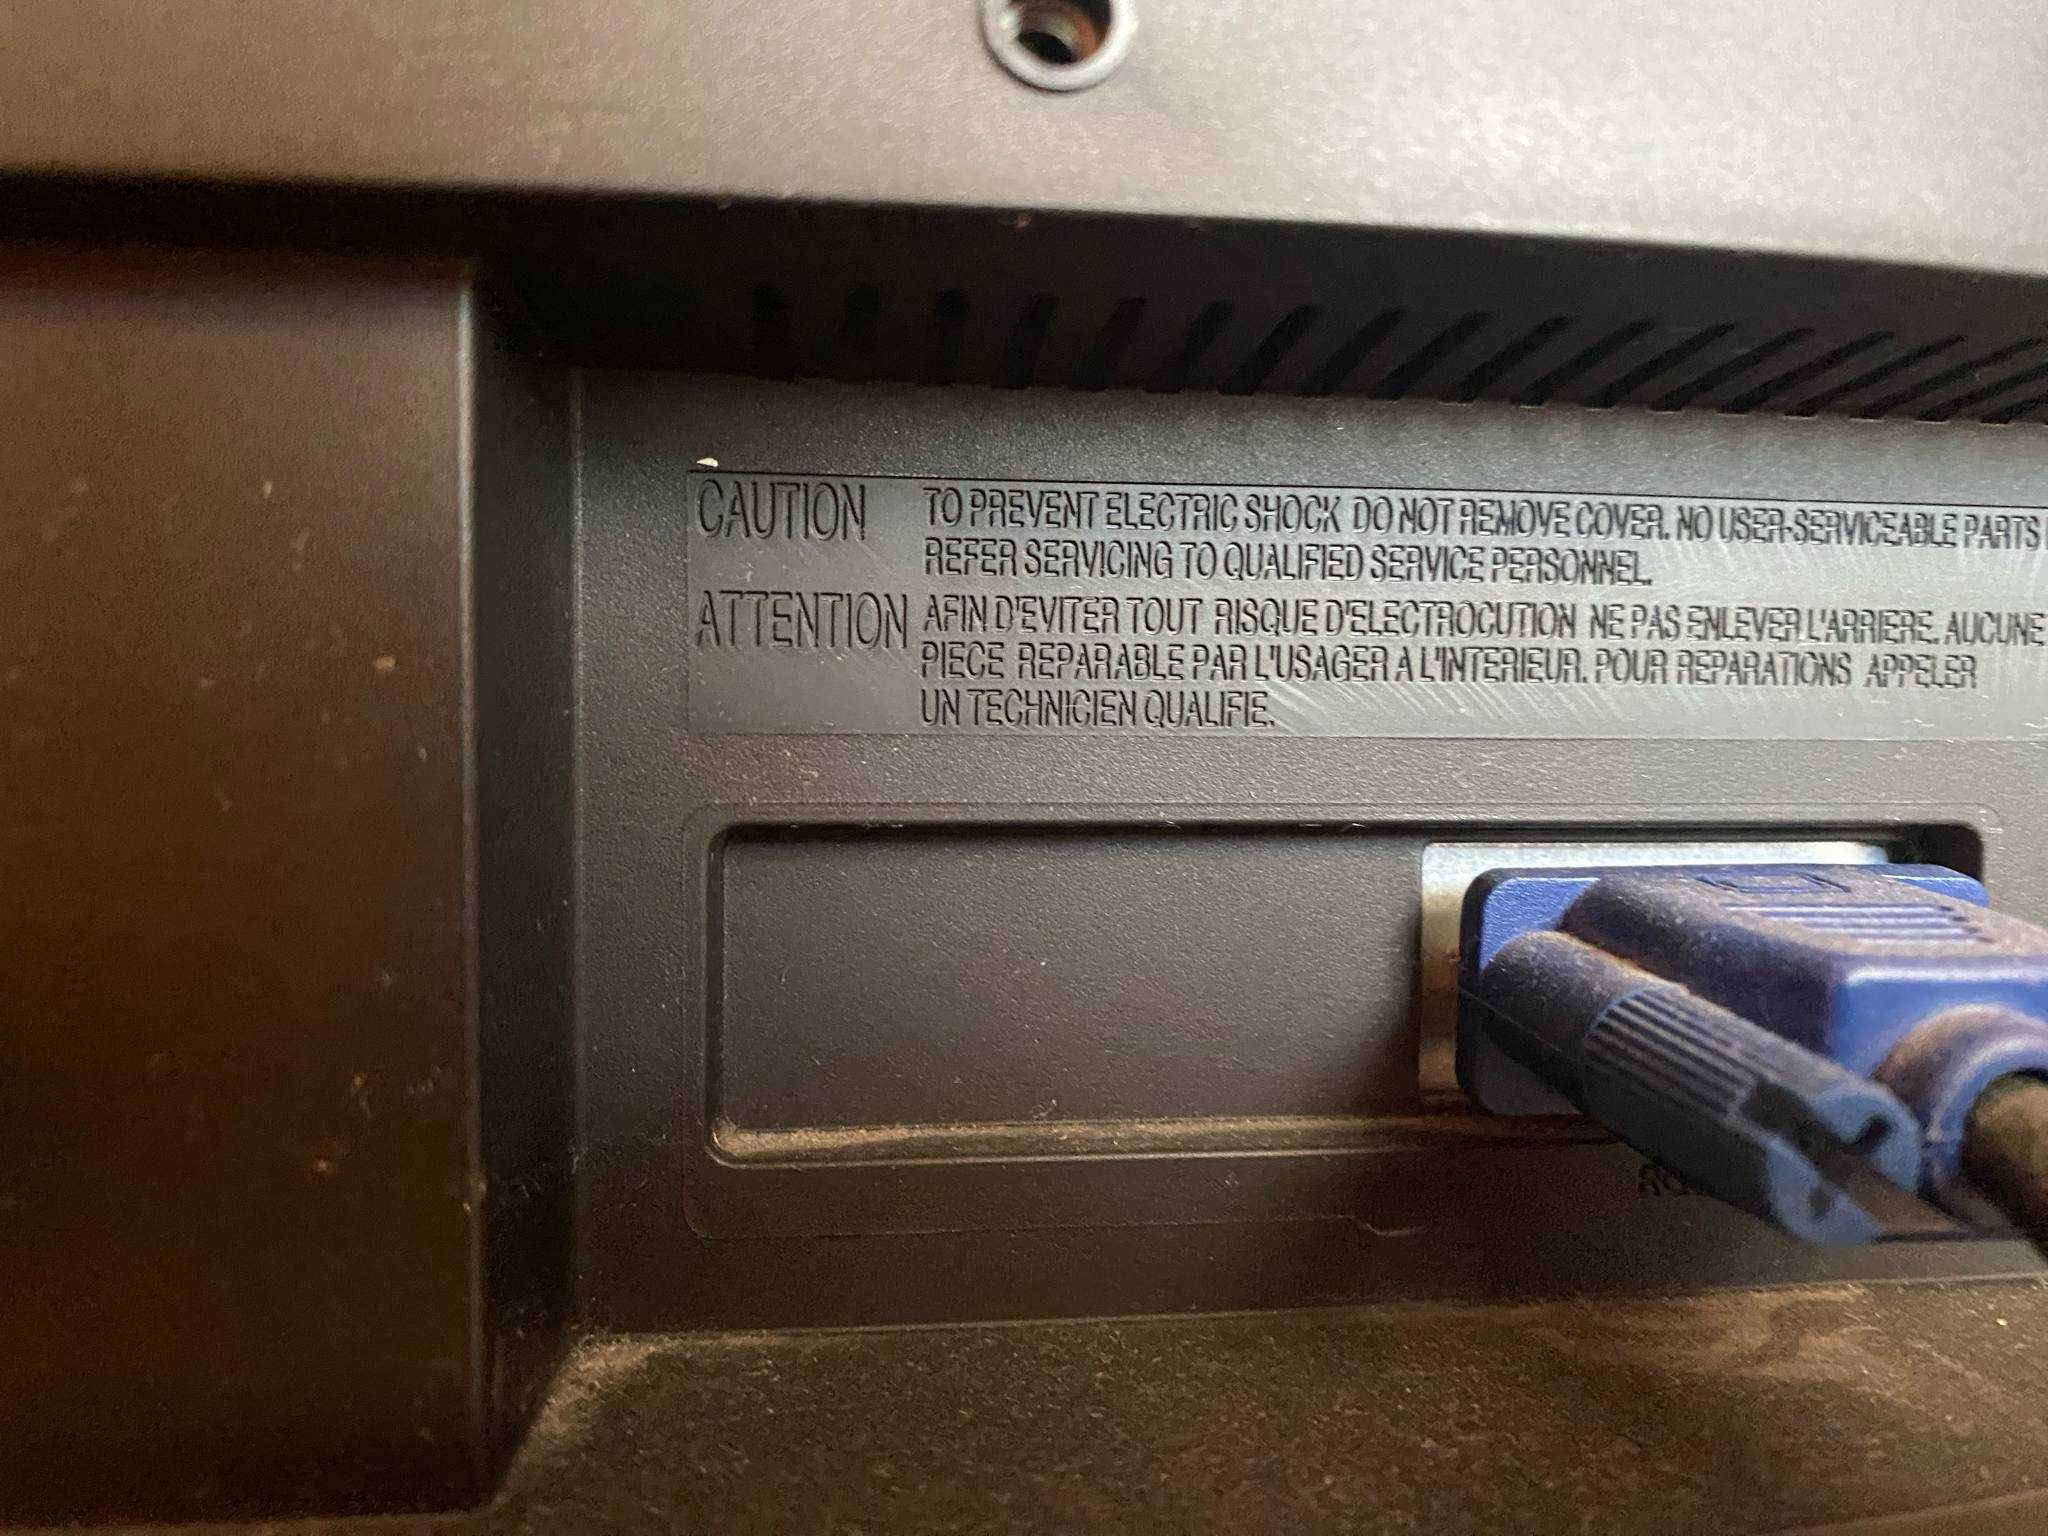 CAUTION TO PREVENT ELECTRIC SHOCK DO NOT REMOVE COVER. NO USER-SERVICEABLE PARTS
REFER SERVICING TO QUALIFIED SERVICE PERSONNEL.
ATTENTION AFIN D'EVITER TOUT RISQUE D'ELECTROCUTION NE PAS ENLEVER L'ARRIERE. AUCUNE
PIECE REPARABLE PAR L'USAGER A L'INTERIEUR. POUR REPARATIONS APPELER
UN TECHNICIEN QUALIFIE.